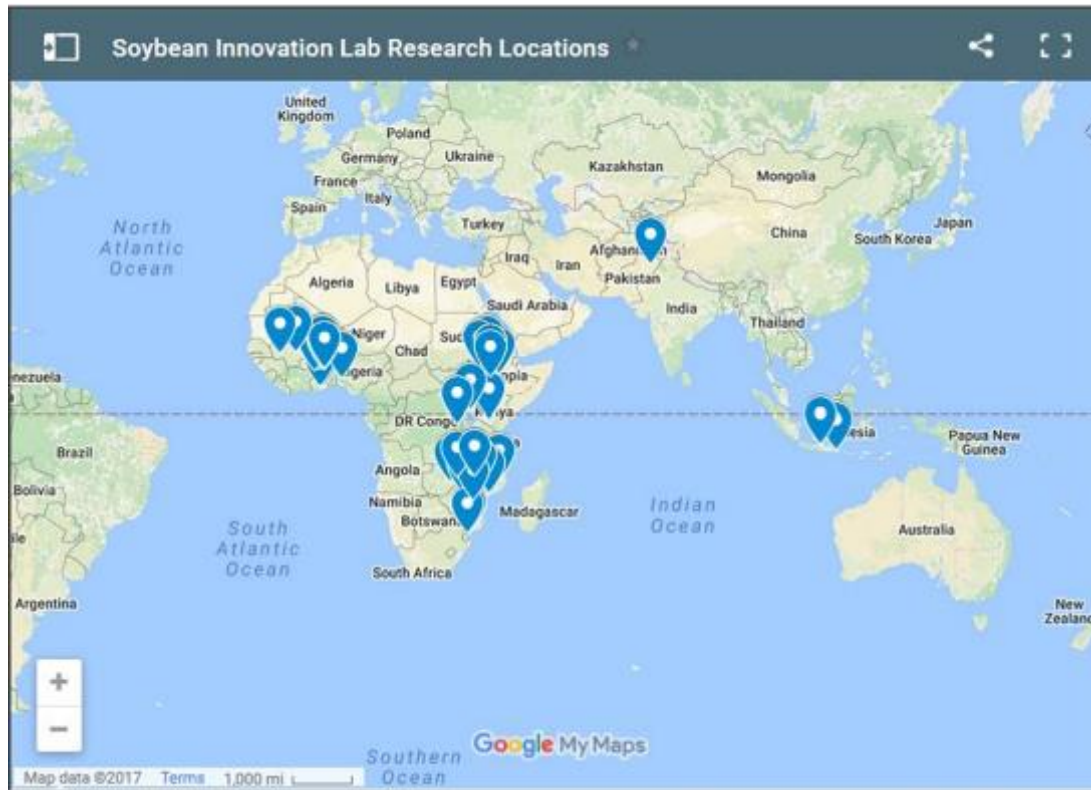 Soybean Innovation Lab Research Locations
United
Kingdom
Poland
Germany
Ukraine
France
Kazakhstan
Mongolia
Italy
Spain
North
Atlantic
Ocean
Turkey
Japan
China
South Korea
Iraq
Iran
Pakistan
Algeria
Libya
Egypt
Saudi Arabia
India
Thailand
Niger
Chad
DR Congo
Brazil
Papua New
Guinea
Angola
Bolivia
Namibia
Madagascar
Indian
Ocean
South
Atlantic
Ocean
Australia
South Africa
Argentina
New
Zealand
+
−
Google My Maps
Southern
Ocean
Map data ©2017 Terms 1,000 mi